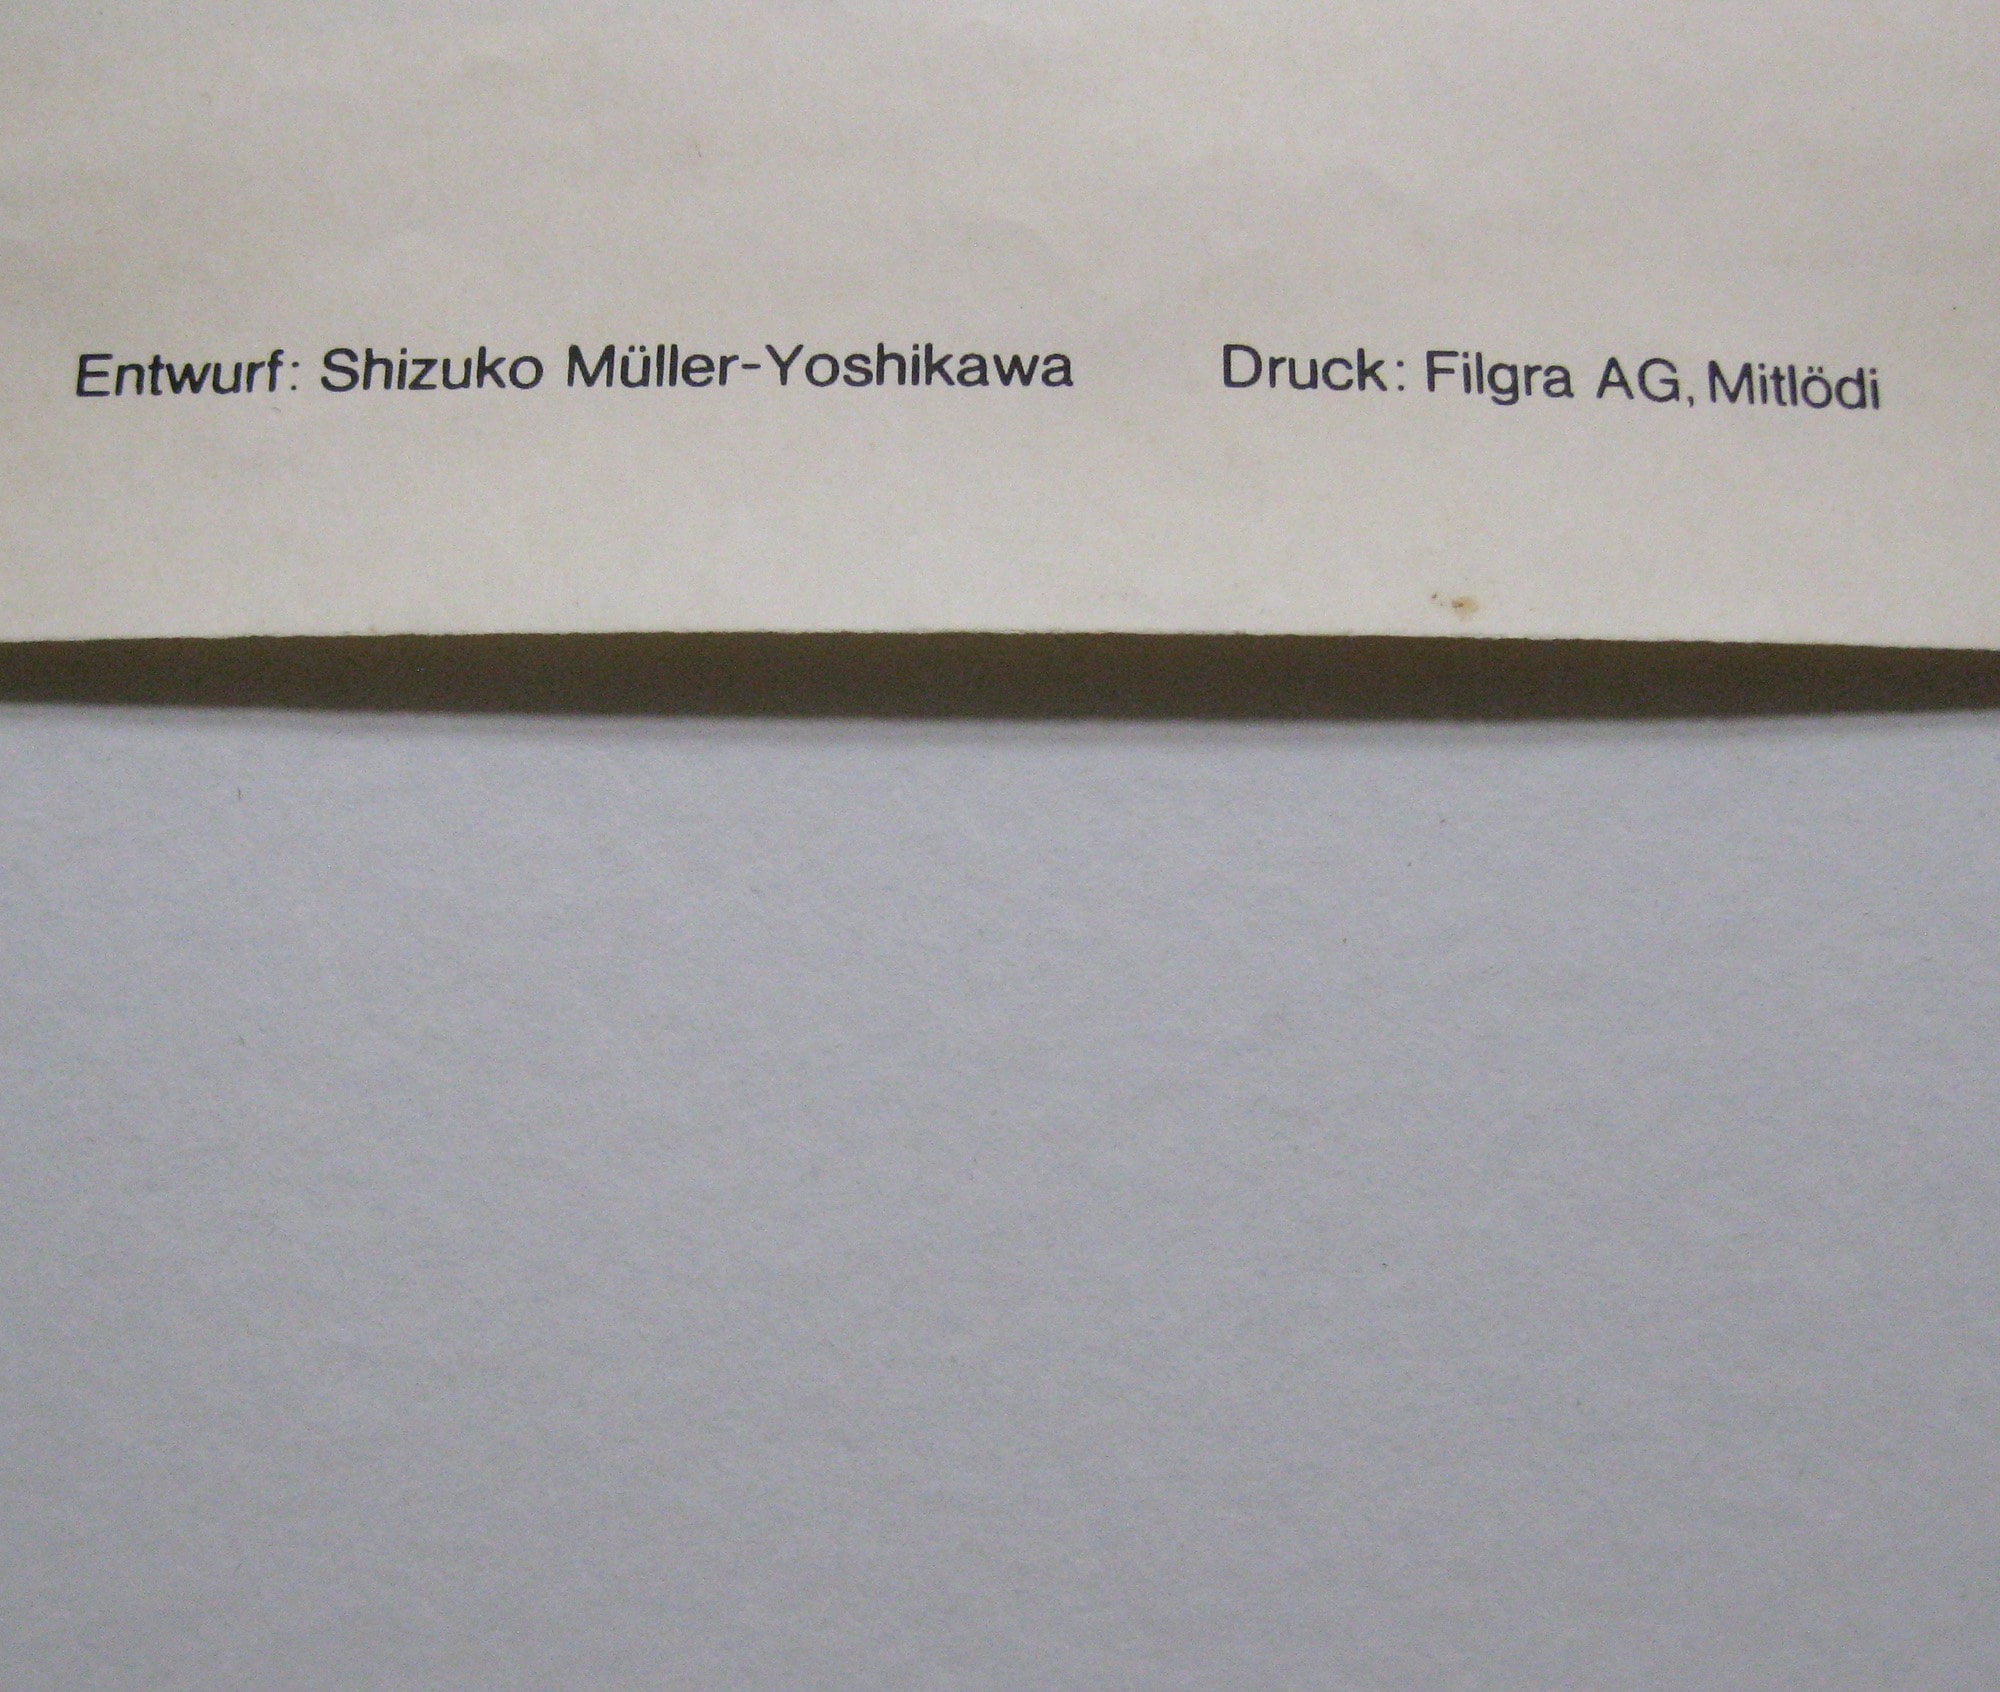 Entwurf: Shizuko Müller-Yoshikawa Druck: Filgra AG, Mitlödi